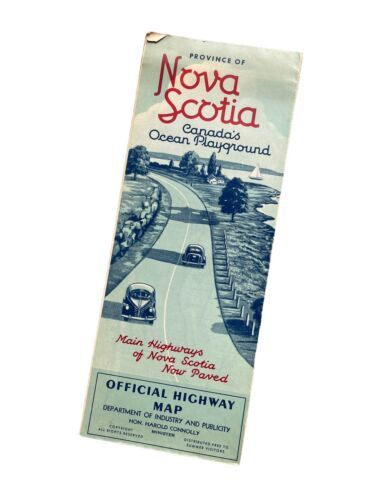 PROVINCE OF
Nova
Scotia
Canada's
Ocean Playground
Main Highways
of Nova Scotia
Now Paved
OFFICIAL HIGHWAY
MAP
DEPARTMENT OF INDUSTRY AND PUBLICITY
HON. HAROLD CONNOLLY
MINISTER
COPYRIGHT
ALL RIGHTS RESERVED
DISTRIBUTED FREE TO
SUMMER VISITORS